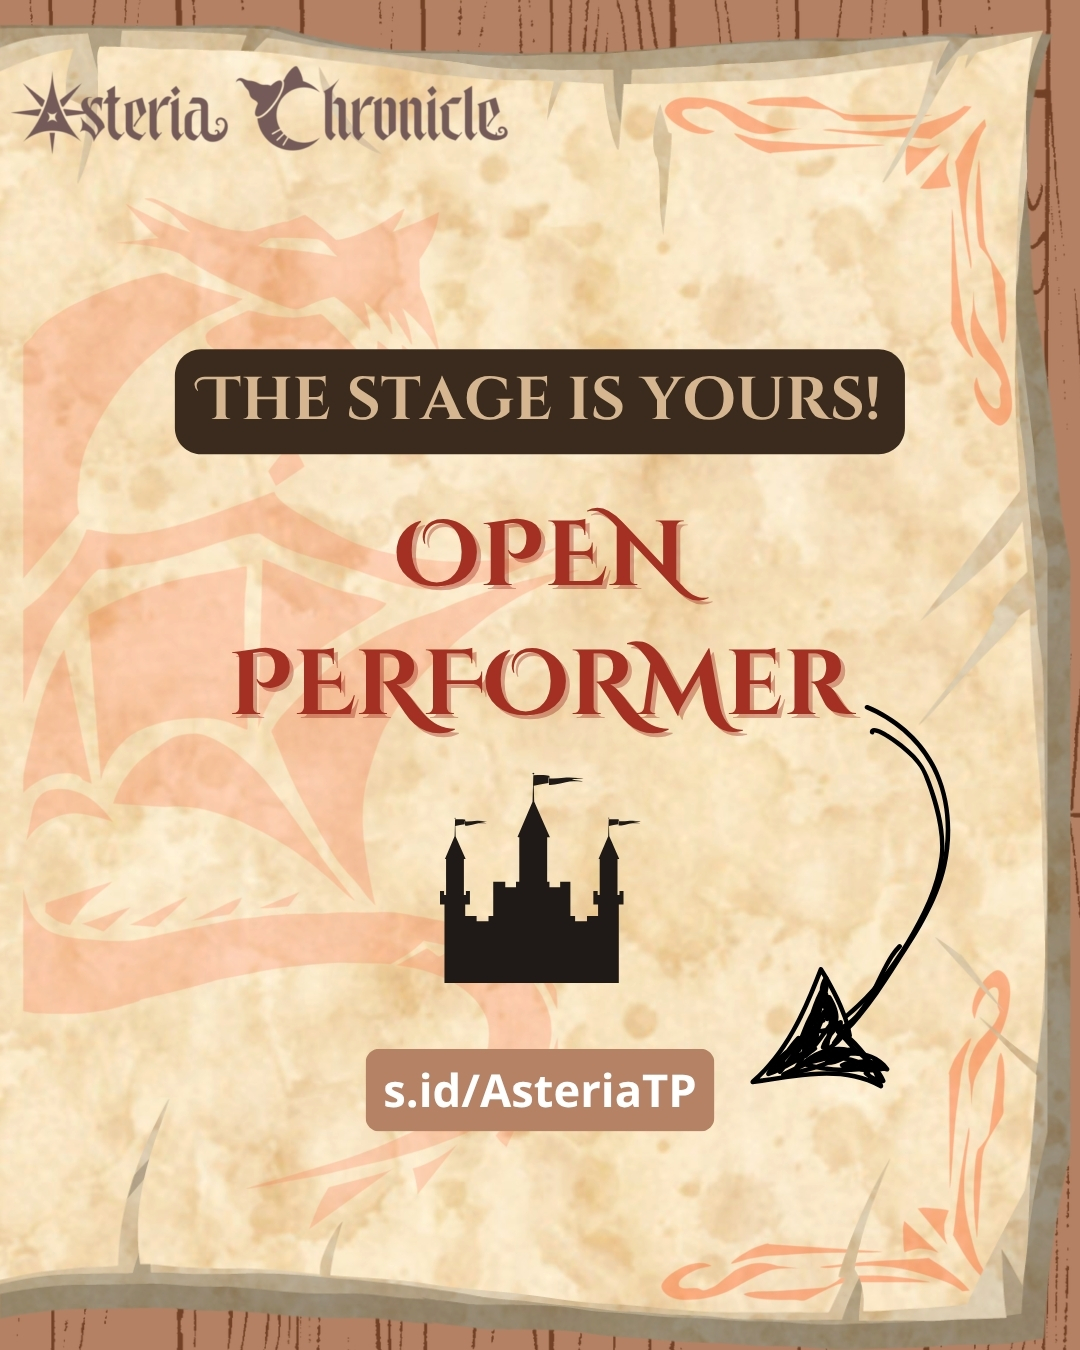 Asteria Chronicle
THE STAGE IS YOURS!
OPEN
PERFORMER
s.id/AsteriaTP